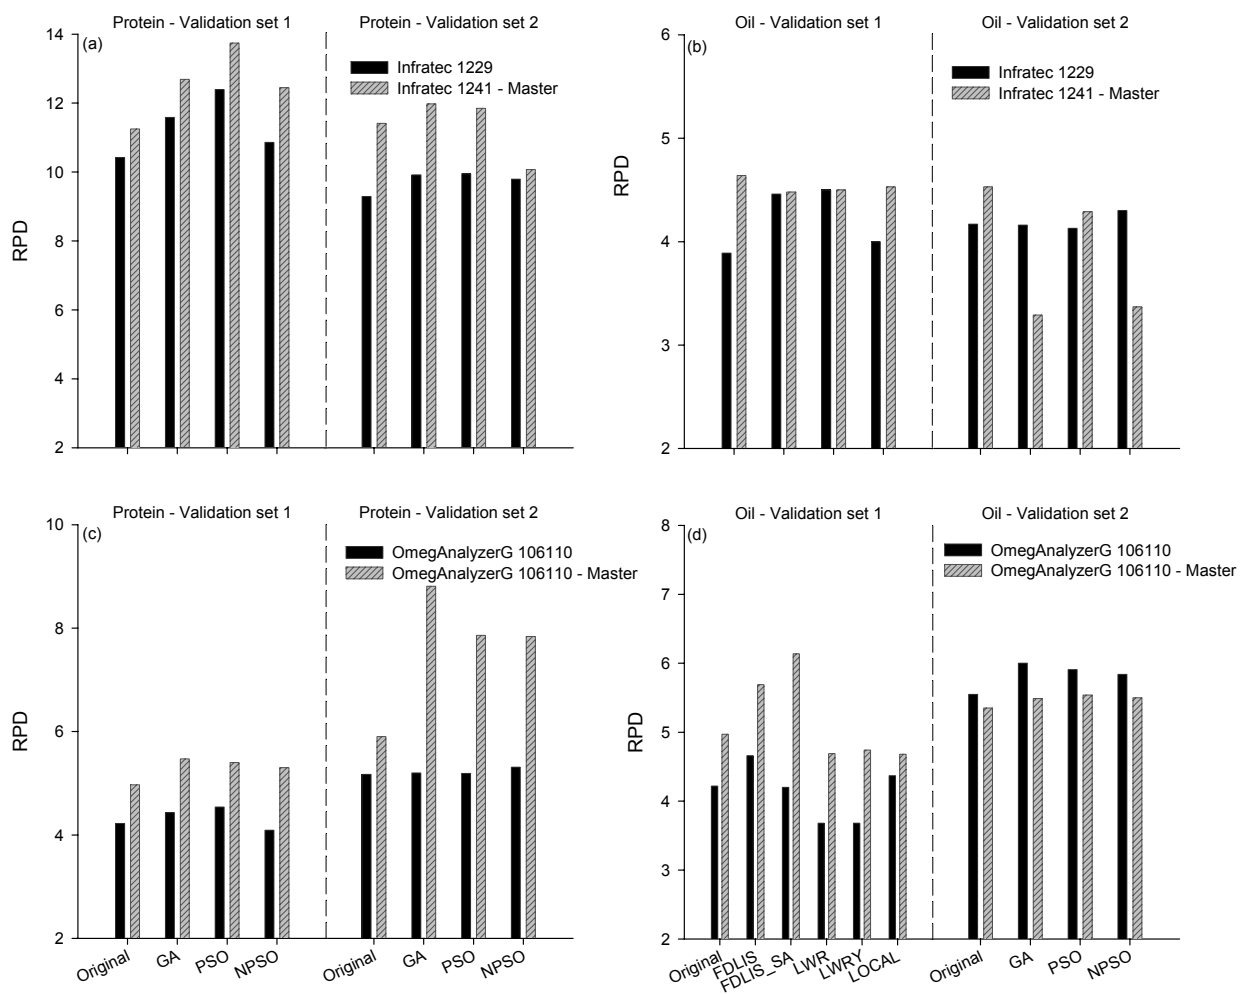 Protein - Validation set 1
Protein - Validation set 2
(a)
Infratec 1229
Infratec 1241 - Master
RPD
14
12
10
8
6
4
2
Oil - Validation set 1
Oil - Validation set 2
(b)
Infratec 1229
Infratec 1241 - Master
RPD
6
5
4
3
2
Protein - Validation set 1
Protein - Validation set 2
(c)
OmegAnalyzerG 106110
OmegAnalyzerG 106110 - Master
RPD
10
8
6
4
2
Original
GA
PSO
NPSO
Original
GA
PSO
NPSO
Oil - Validation set 1
Oil - Validation set 2
(d)
OmegAnalyzerG 106110
OmegAnalyzerG 106110 - Master
RPD
8
7
6
5
4
3
2
Original
FDLIS
FDLIS_SA
LWR
LWRY
LOCAL
Original
GA
PSO
NPSO